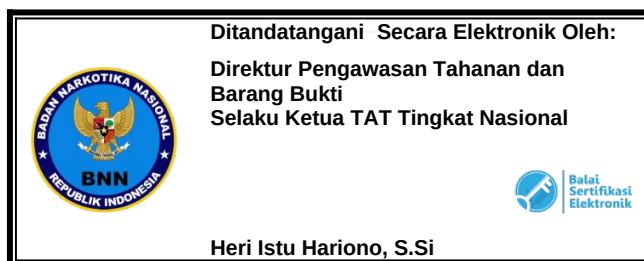 Ditandatangani Secara Elektronik Oleh:
Direktur Pengawasan Tahanan dan
Barang Bukti
Selaku Ketua TAT Tingkat Nasional
BADAN NARKOTIKA NASIONAL
BNN
REPUBLIK INDONESIA
Balai
Sertifikasi
Elektronik
Heri Istu Hariono, S.Si